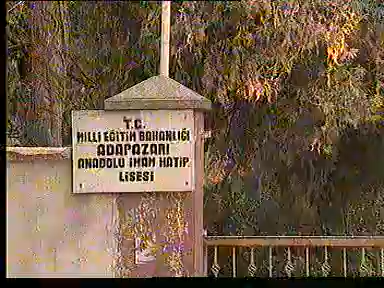 T.C.
MİLLİ EĞİTİM BAKANLIĞI
ADAPAZARI
ANADOLU İMAM HATİP
LİSESİ